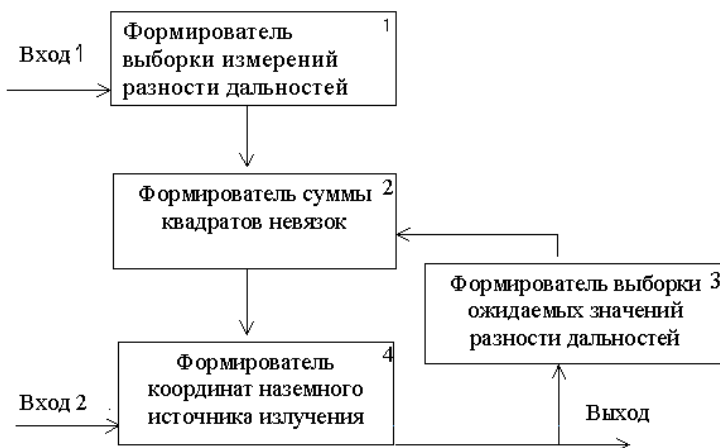 Формирователь
выборки измерений
разности дальностей
1
Вход 1
Формирователь суммы
квадратов невязок
2
Формирователь выборки
ожидаемых значений
разности дальностей
3
Формирователь
координат наземного
источника излучения
4
Вход 2
Выход